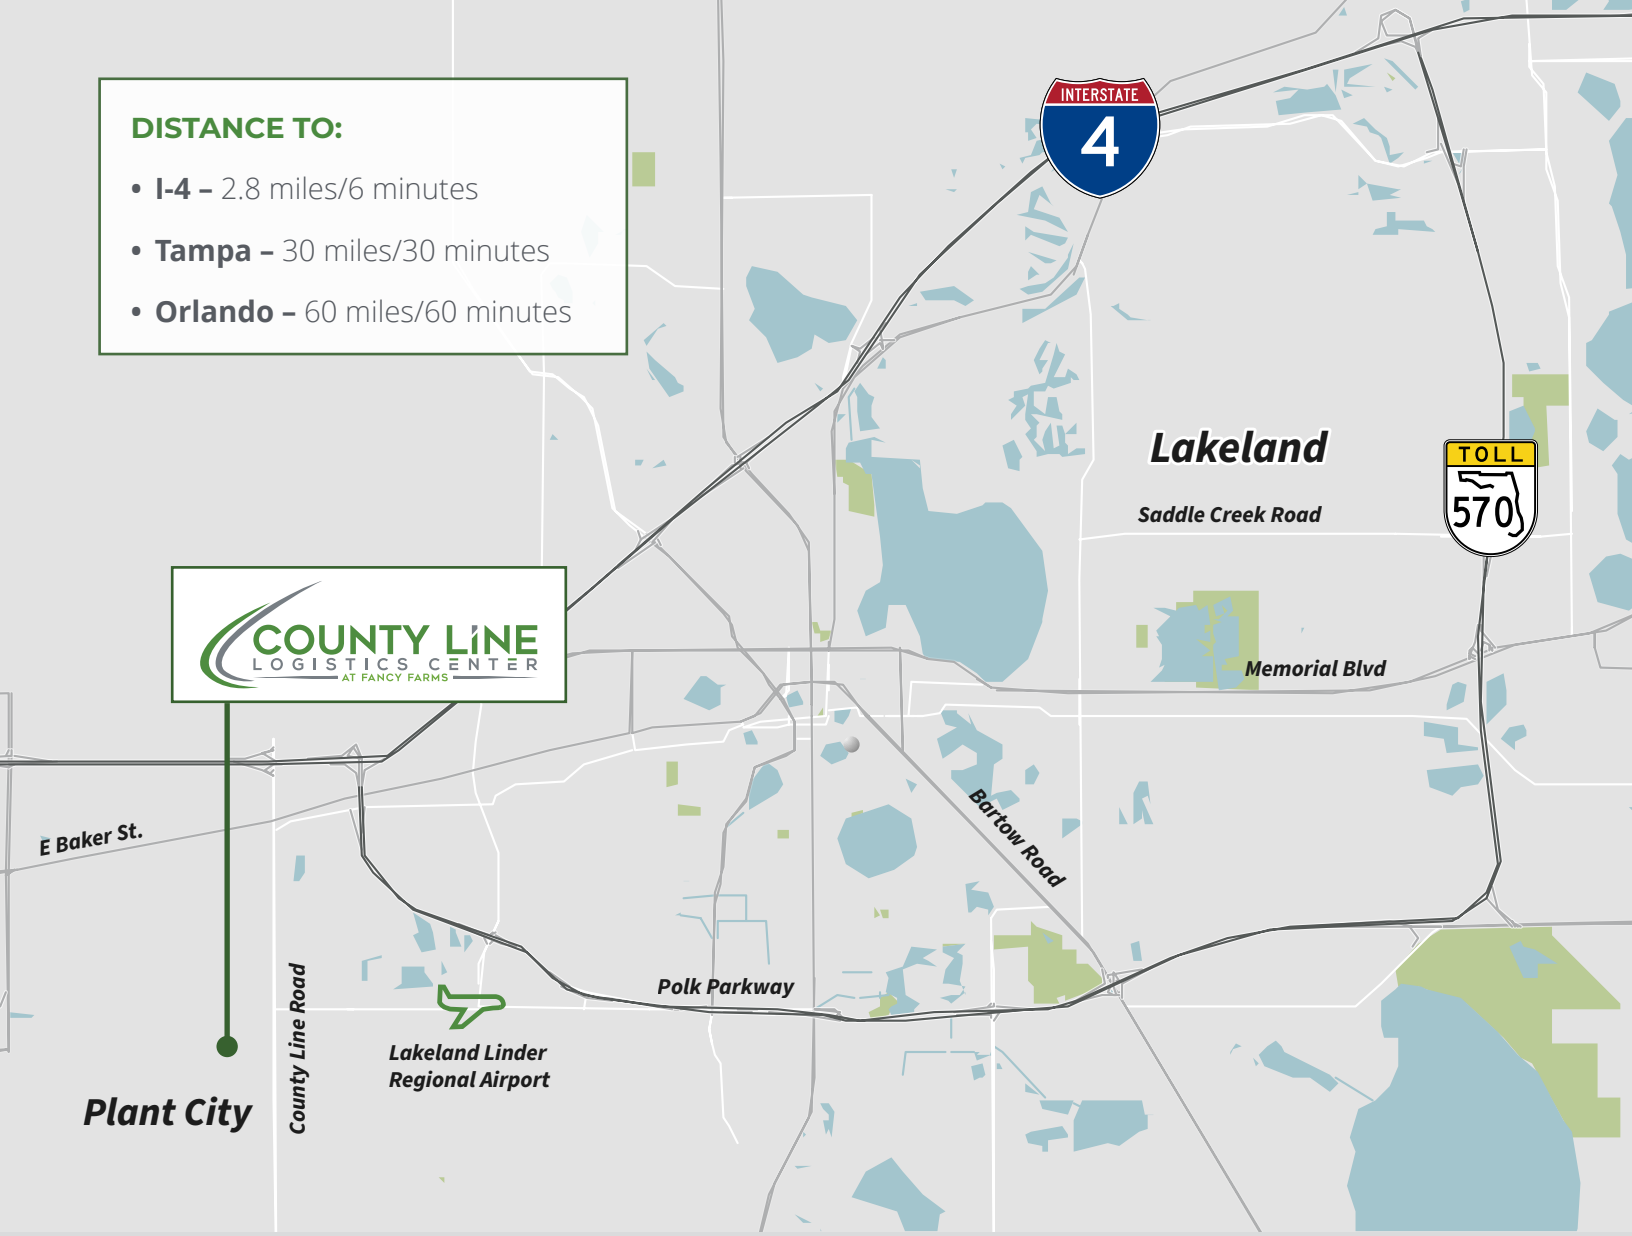 DISTANCE TO:
• I-4 – 2.8 miles/6 minutes
• Tampa – 30 miles/30 minutes
• Orlando – 60 miles/60 minutes
INTERSTATE
4
Lakeland
Saddle Creek Road
TOLL
570
COUNTY LINE
LOGISTICS CENTER
AT FANCY FARMS
Memorial Blvd
E Baker St.
Bartow Road
Polk Parkway
County Line Road
Lakeland Linder
Regional Airport
Plant City